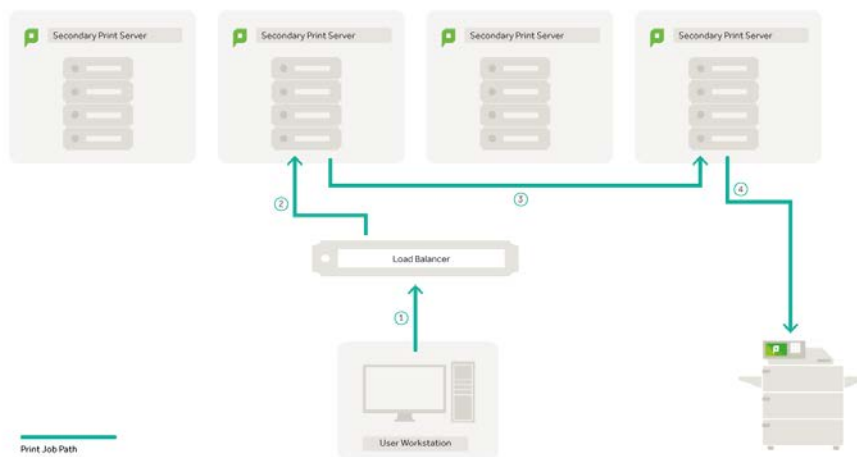 Secondary Print Server
Secondary Print Server
Secondary Print Server
Secondary Print Server
2
3
4
Load Balancer
1
User Workstation
Print Job Path